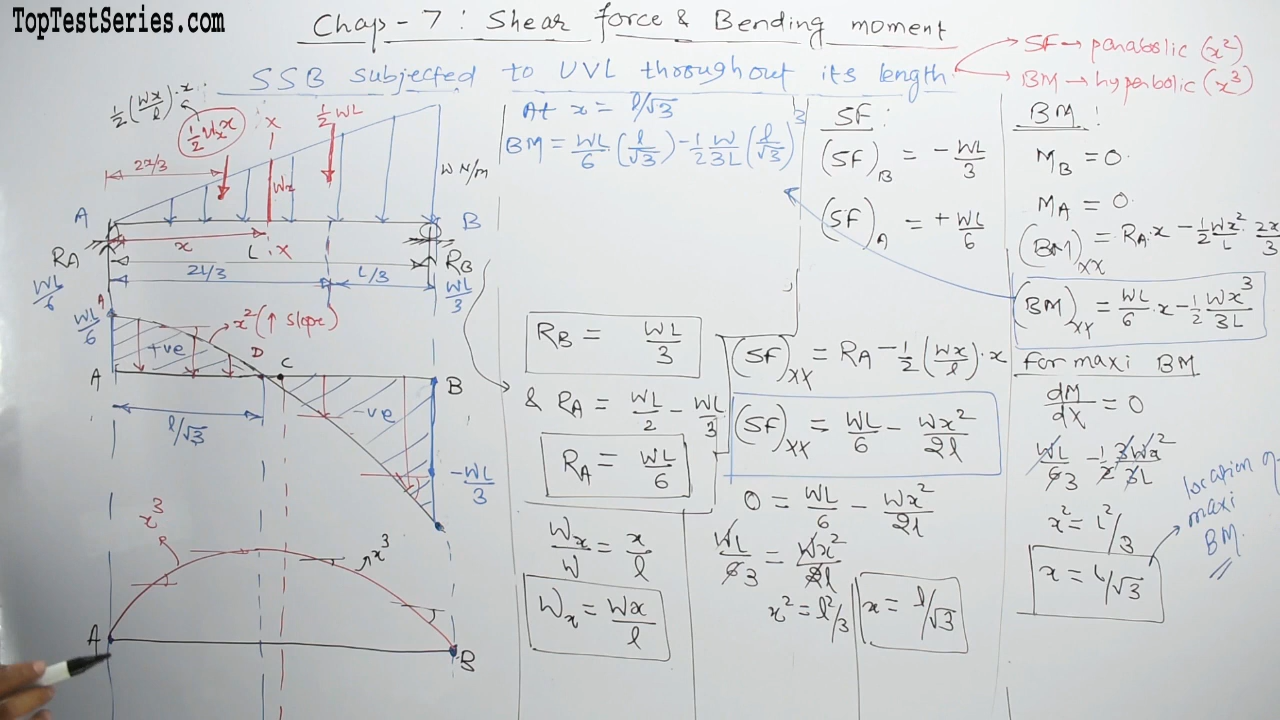 TopTestSeries.com
Chap-7 : Shear force & Bending moment
SSB subjected to UVL throughout its length.
SF → parabolic (x²)
BM → hyperbolic (x³)
½(Wx/l)·x
½Wₓx
½WL
2x/3
X
Wx
W N/m
A
B
x
L
X
RA
RB
2L/3
L/3
WL/6
WL/3
A
WL/6
x² (↑ slope)
+ve
D
C
A
B
-ve
l/√3
-WL/3
x³
x³
A
B
At x = l/√3
BM = WL/6·(l/√3) - ½ W/3L (l/√3)³
RB = WL/3
& RA = WL/2 - WL/3
RA = WL/6
Wx/W = x/l
Wx = Wx/l
SF:
(SF)B = -WL/3
(SF)A = +WL/6
(SF)XX = RA - ½(Wx/l)·x
(SF)XX = WL/6 - Wx²/2l
0 = WL/6 - Wx²/2l
WL/6 3 = Wx²/2l
x² = l²/3
x = l/√3
BM:
MB = 0.
MA = 0.
(BM)XX = RA·x - ½ Wx²/L · 2x/3
(BM)XX = WL/6·x - ½ Wx³/3L
for maxi BM
dM/dx = 0
WL/6 3 - ½ 3Wx²/3L
x² = L²/3
x = L/√3
location of
maxi
BM